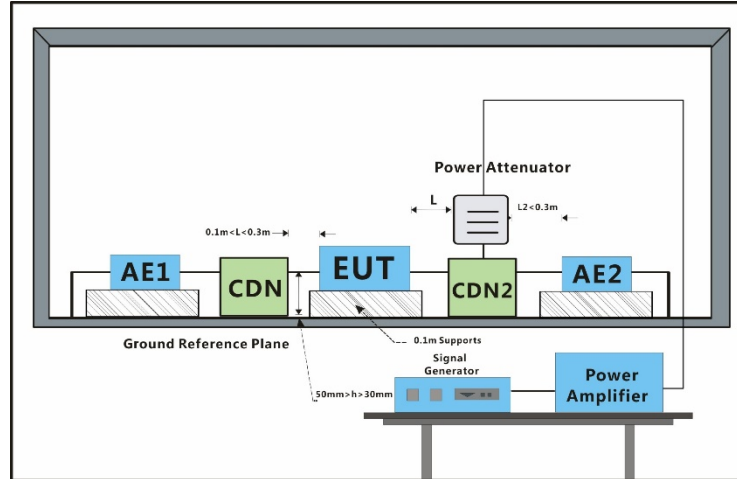 Power Attenuator
L
L2<0.3m
0.1m<L<0.3m
AE1
CDN
EUT
CDN2
AE2
Ground Reference Plane
0.1m Supports
50mm>h>30mm
Signal
Generator
Power
Amplifier